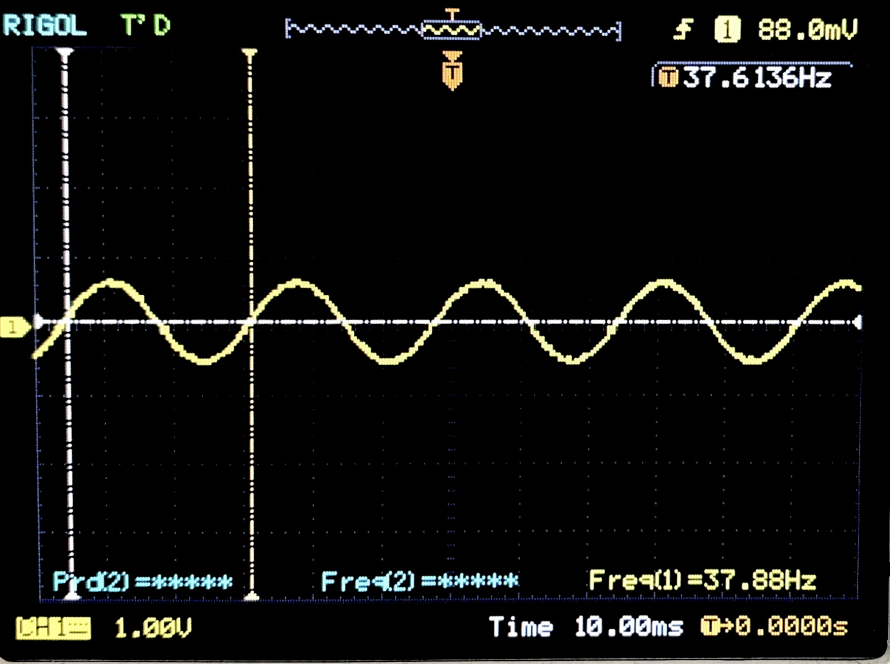 RIGOL T'D T 1 88.0mV
T 37.6136Hz
T
1
Prd(2)=***** Freq(2)=***** Freq(1)=37.88Hz
CH1 1.00V Time 10.00ms T→0.0000s